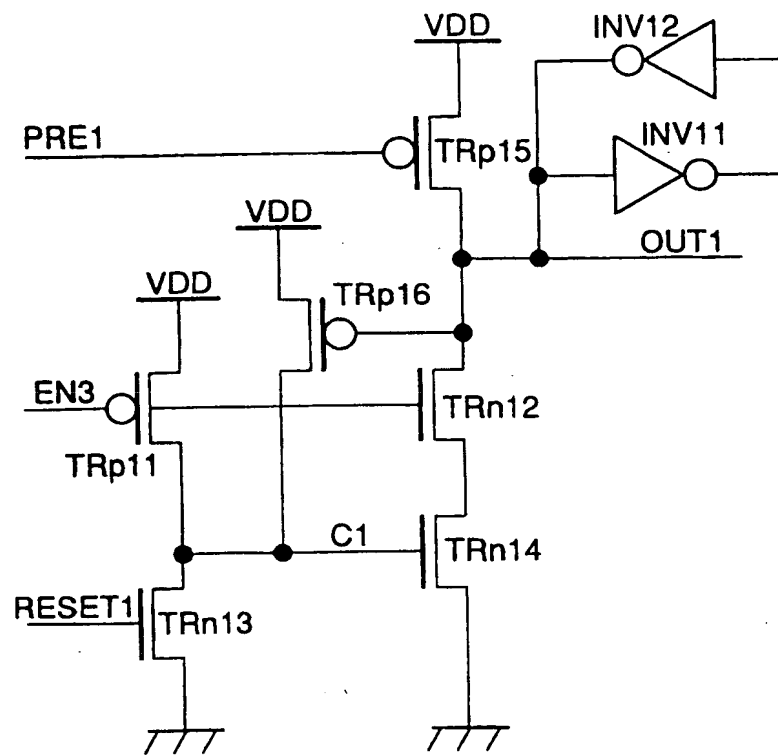 VDD
INV12
PRE1
TRp15
INV11
VDD
OUT1
VDD
TRp16
EN3
TRn12
TRp11
C1
TRn14
RESET1
TRn13